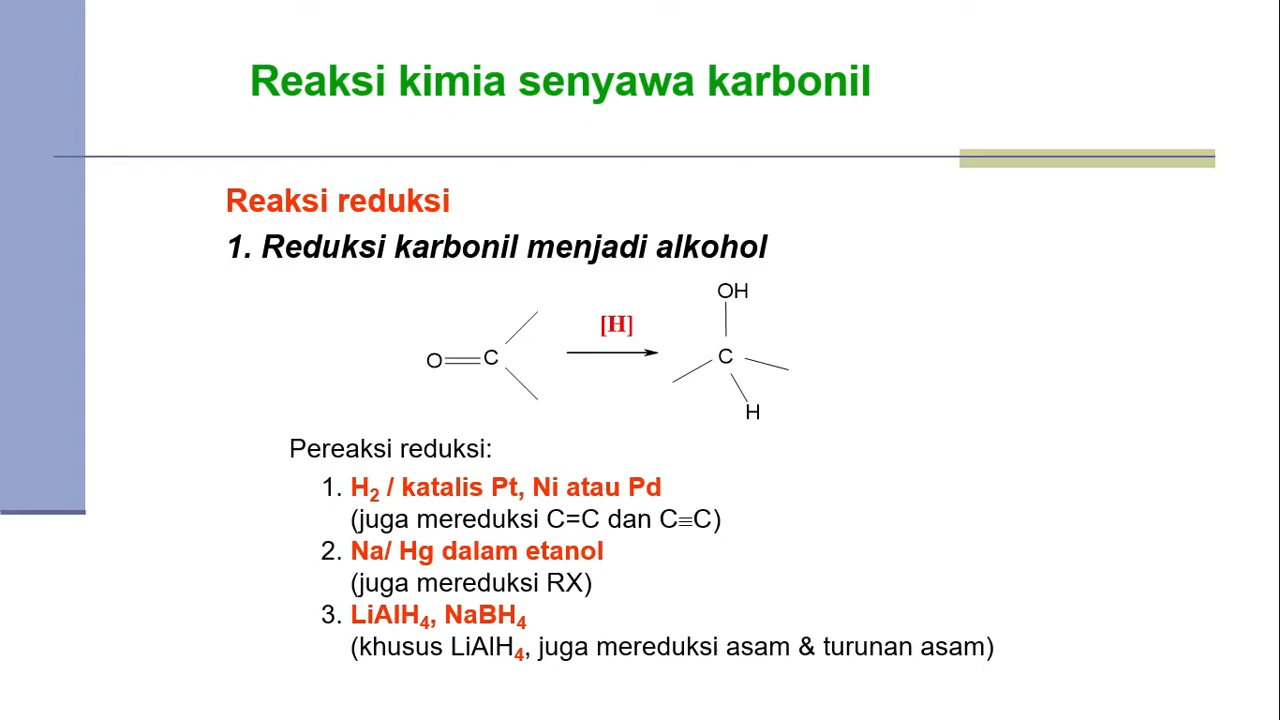 Reaksi kimia senyawa karbonil
Reaksi reduksi
1. Reduksi karbonil menjadi alkohol
OH
[H]
O C
C
H
Pereaksi reduksi:
1. H₂ / katalis Pt, Ni atau Pd
(juga mereduksi C=C dan C≡C)
2. Na/ Hg dalam etanol
(juga mereduksi RX)
3. LiAlH₄, NaBH₄
(khusus LiAlH₄, juga mereduksi asam & turunan asam)